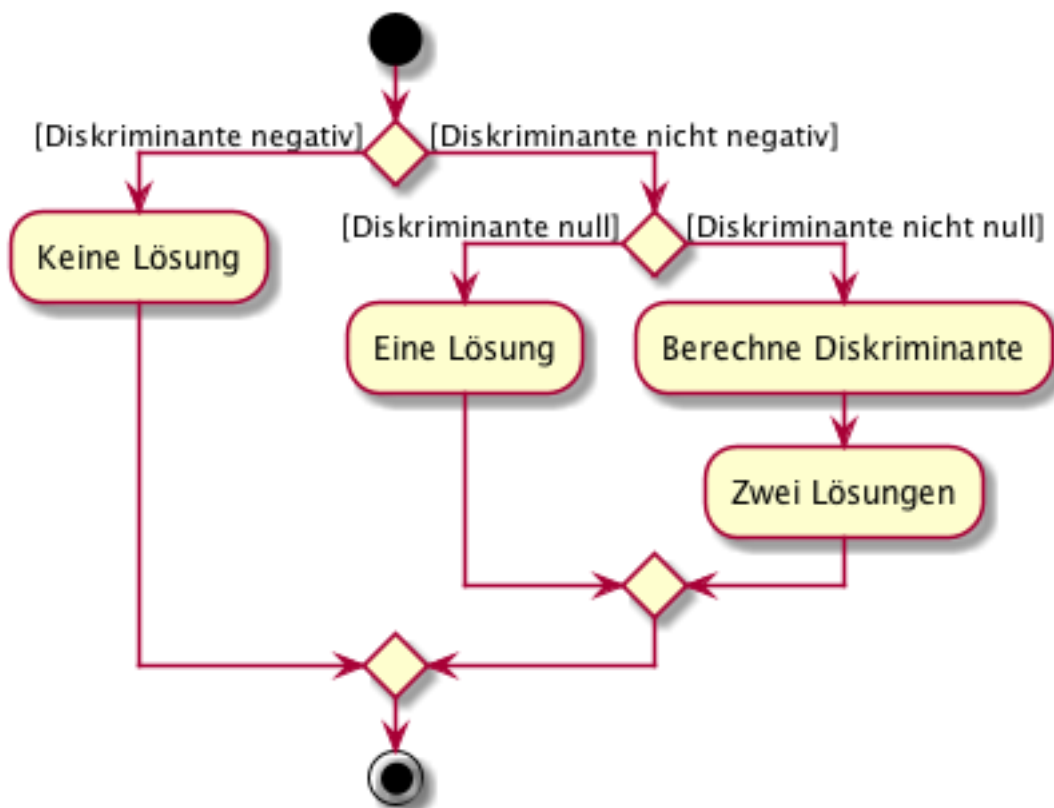 [Diskriminante negativ]
[Diskriminante nicht negativ]
Keine Lösung
[Diskriminante null]
[Diskriminante nicht null]
Eine Lösung
Berechne Diskriminante
Zwei Lösungen